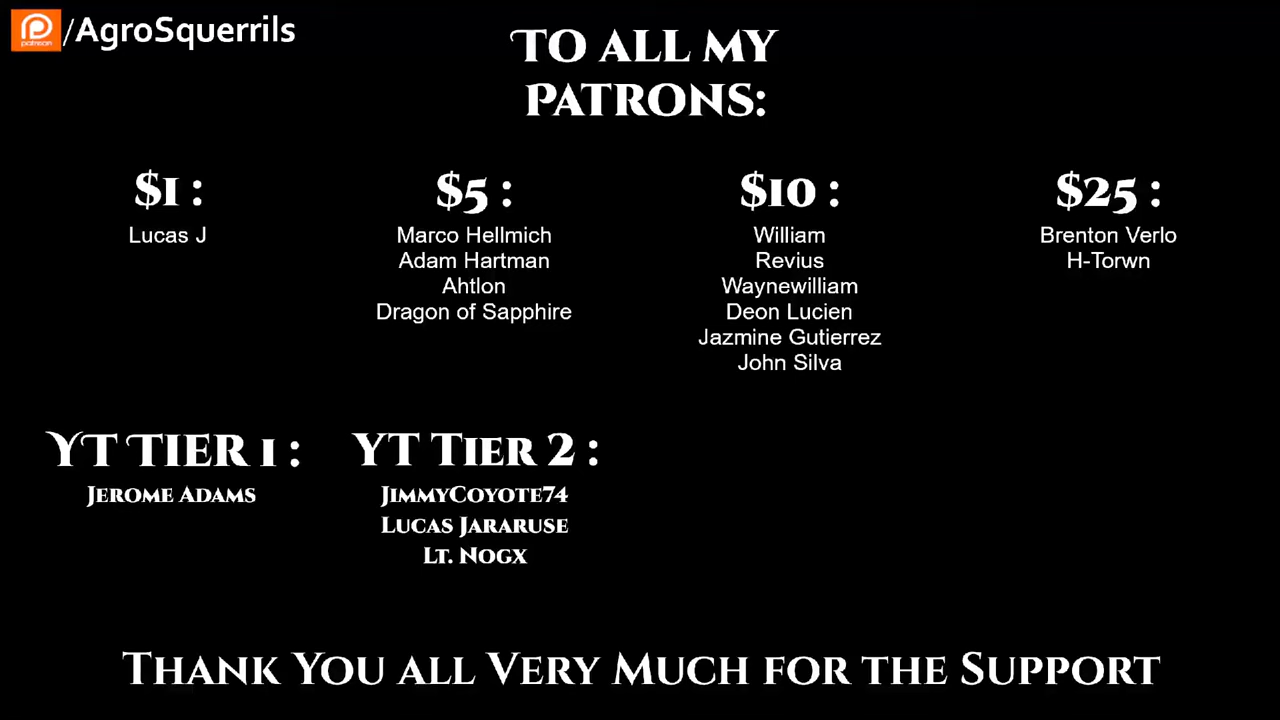 patreon
/AgroSquerrils
To all my
Patrons:
$1 :
Lucas J
$5 :
Marco Hellmich
Adam Hartman
Ahtlon
Dragon of Sapphire
$10 :
William
Revius
Waynewilliam
Deon Lucien
Jazmine Gutierrez
John Silva
$25 :
Brenton Verlo
H-Torwn
YT Tier 1 :
Jerome Adams
YT Tier 2 :
JimmyCoyote74
Lucas Jararuse
Lt. Nogx
Thank You all Very Much for the Support